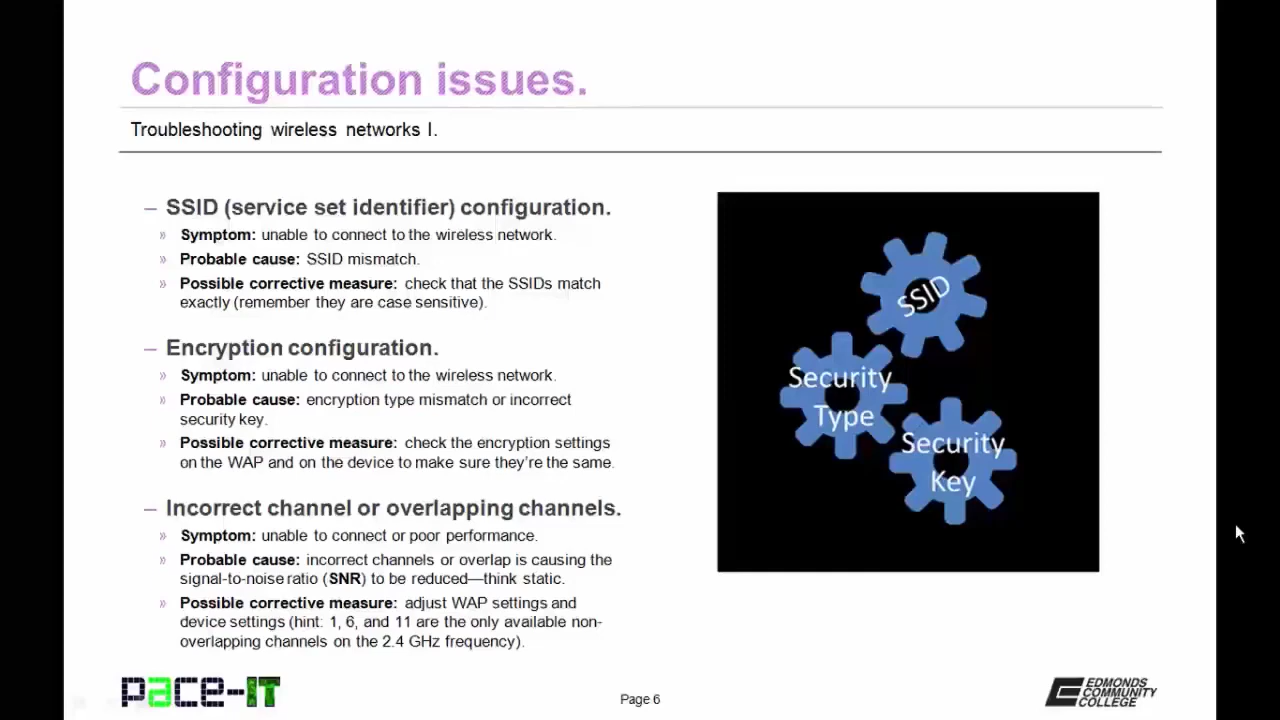 Configuration issues.
Troubleshooting wireless networks I.
– SSID (service set identifier) configuration.
» Symptom: unable to connect to the wireless network.
» Probable cause: SSID mismatch.
» Possible corrective measure: check that the SSIDs match
exactly (remember they are case sensitive).
– Encryption configuration.
» Symptom: unable to connect to the wireless network.
» Probable cause: encryption type mismatch or incorrect
security key.
» Possible corrective measure: check the encryption settings
on the WAP and on the device to make sure they're the same.
– Incorrect channel or overlapping channels.
» Symptom: unable to connect or poor performance.
» Probable cause: incorrect channels or overlap is causing the
signal-to-noise ratio (SNR) to be reduced—think static.
» Possible corrective measure: adjust WAP settings and
device settings (hint: 1, 6, and 11 are the only available non-
overlapping channels on the 2.4 GHz frequency).
SSID
Security
Type
Security
Key
pace-IT
Page 6
EDMONDS
COMMUNITY
COLLEGE